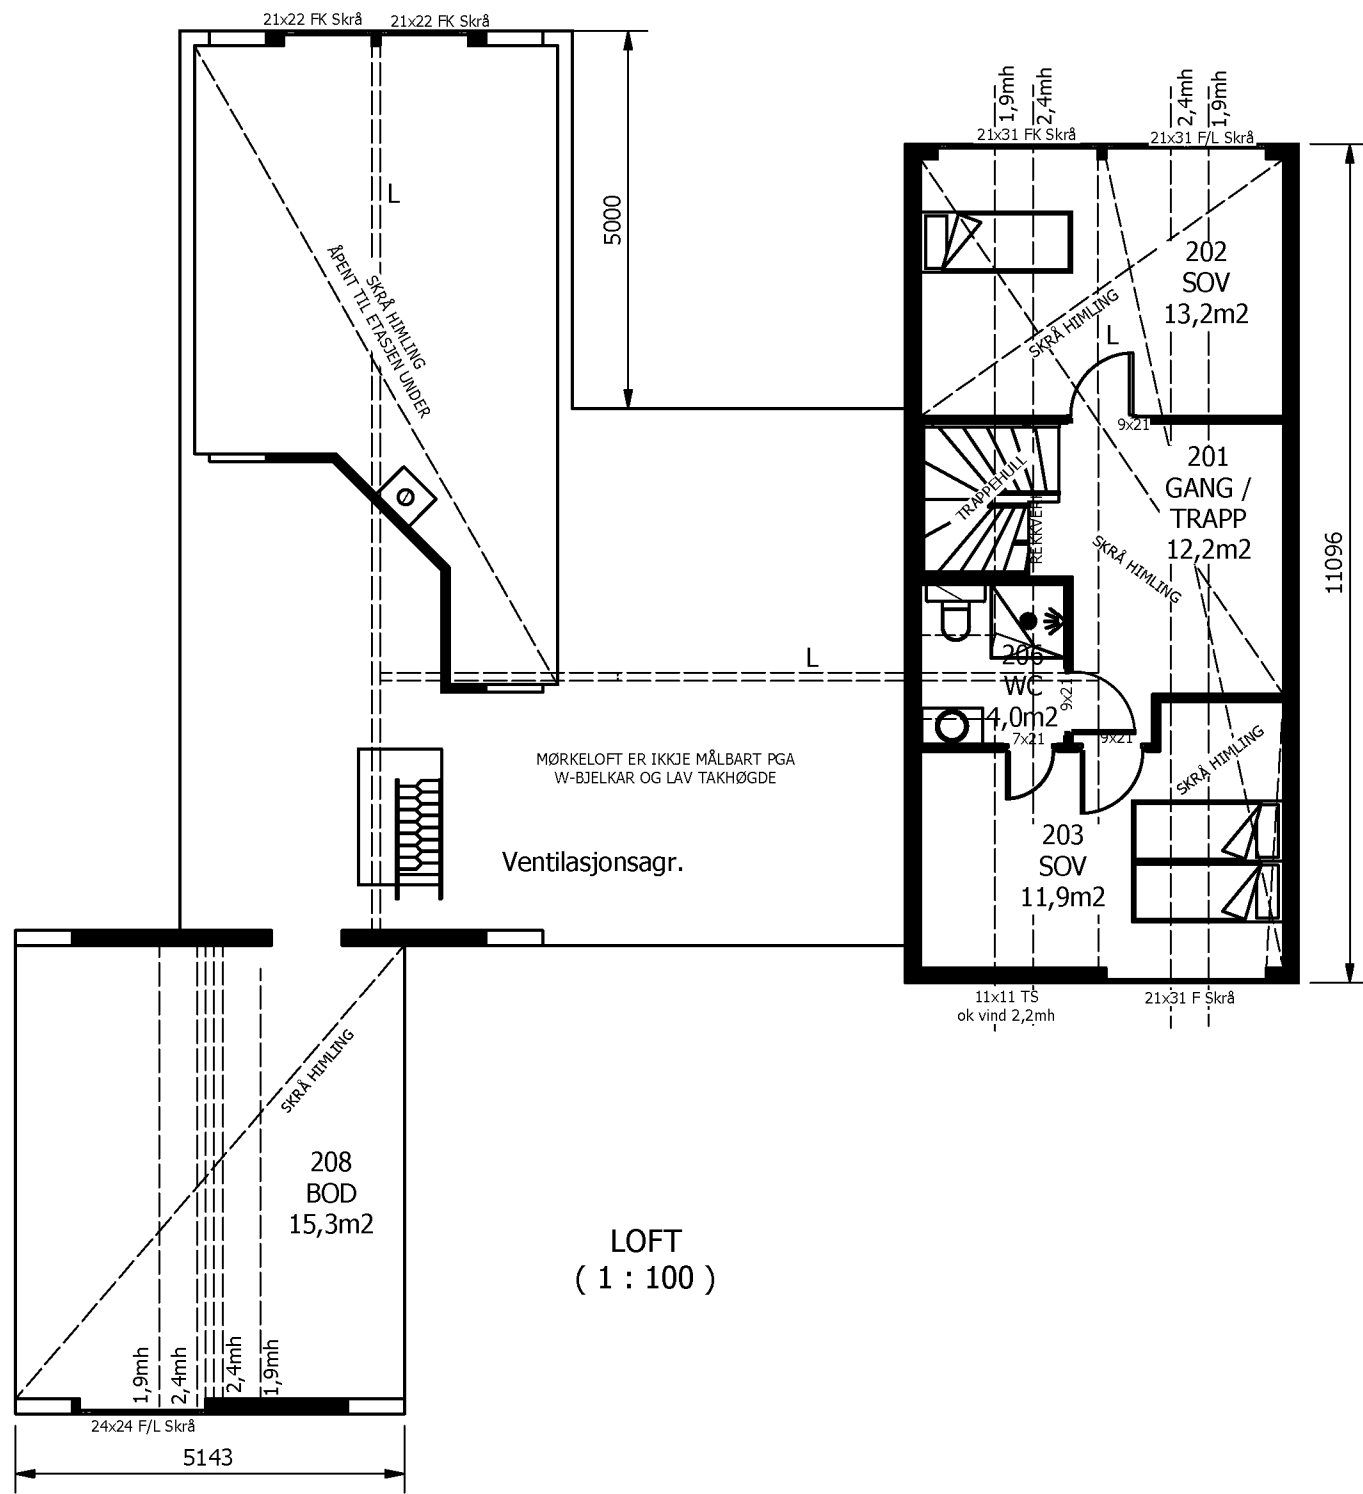 21x22 FK Skrå
21x22 FK Skrå
L
SKRÅ HIMLING
ÅPENT TIL ETASJEN UNDER
5000
1,9mh
2,4mh
2,4mh
1,9mh
21x31 FK Skrå
21x31 F/L Skrå
202
SOV
13,2m2
SKRÅ HIMLING
L
9x21
TRAPPEHULL
201
GANG /
TRAPP
12,2m2
SKRÅ HIMLING
11096
L
206
WC
4,0m2
9x21
7x21
9x21
SKRÅ HIMLING
MØRKELOFT ER IKKJE MÅLBART PGA
W-BJELKAR OG LAV TAKHØGDE
Ventilasjonsagr.
203
SOV
11,9m2
11x11 TS
ok vind 2,2mh
21x31 F Skrå
SKRÅ HIMLING
208
BOD
15,3m2
LOFT
( 1 : 100 )
1,9mh
2,4mh
2,4mh
1,9mh
24x24 F/L Skrå
5143